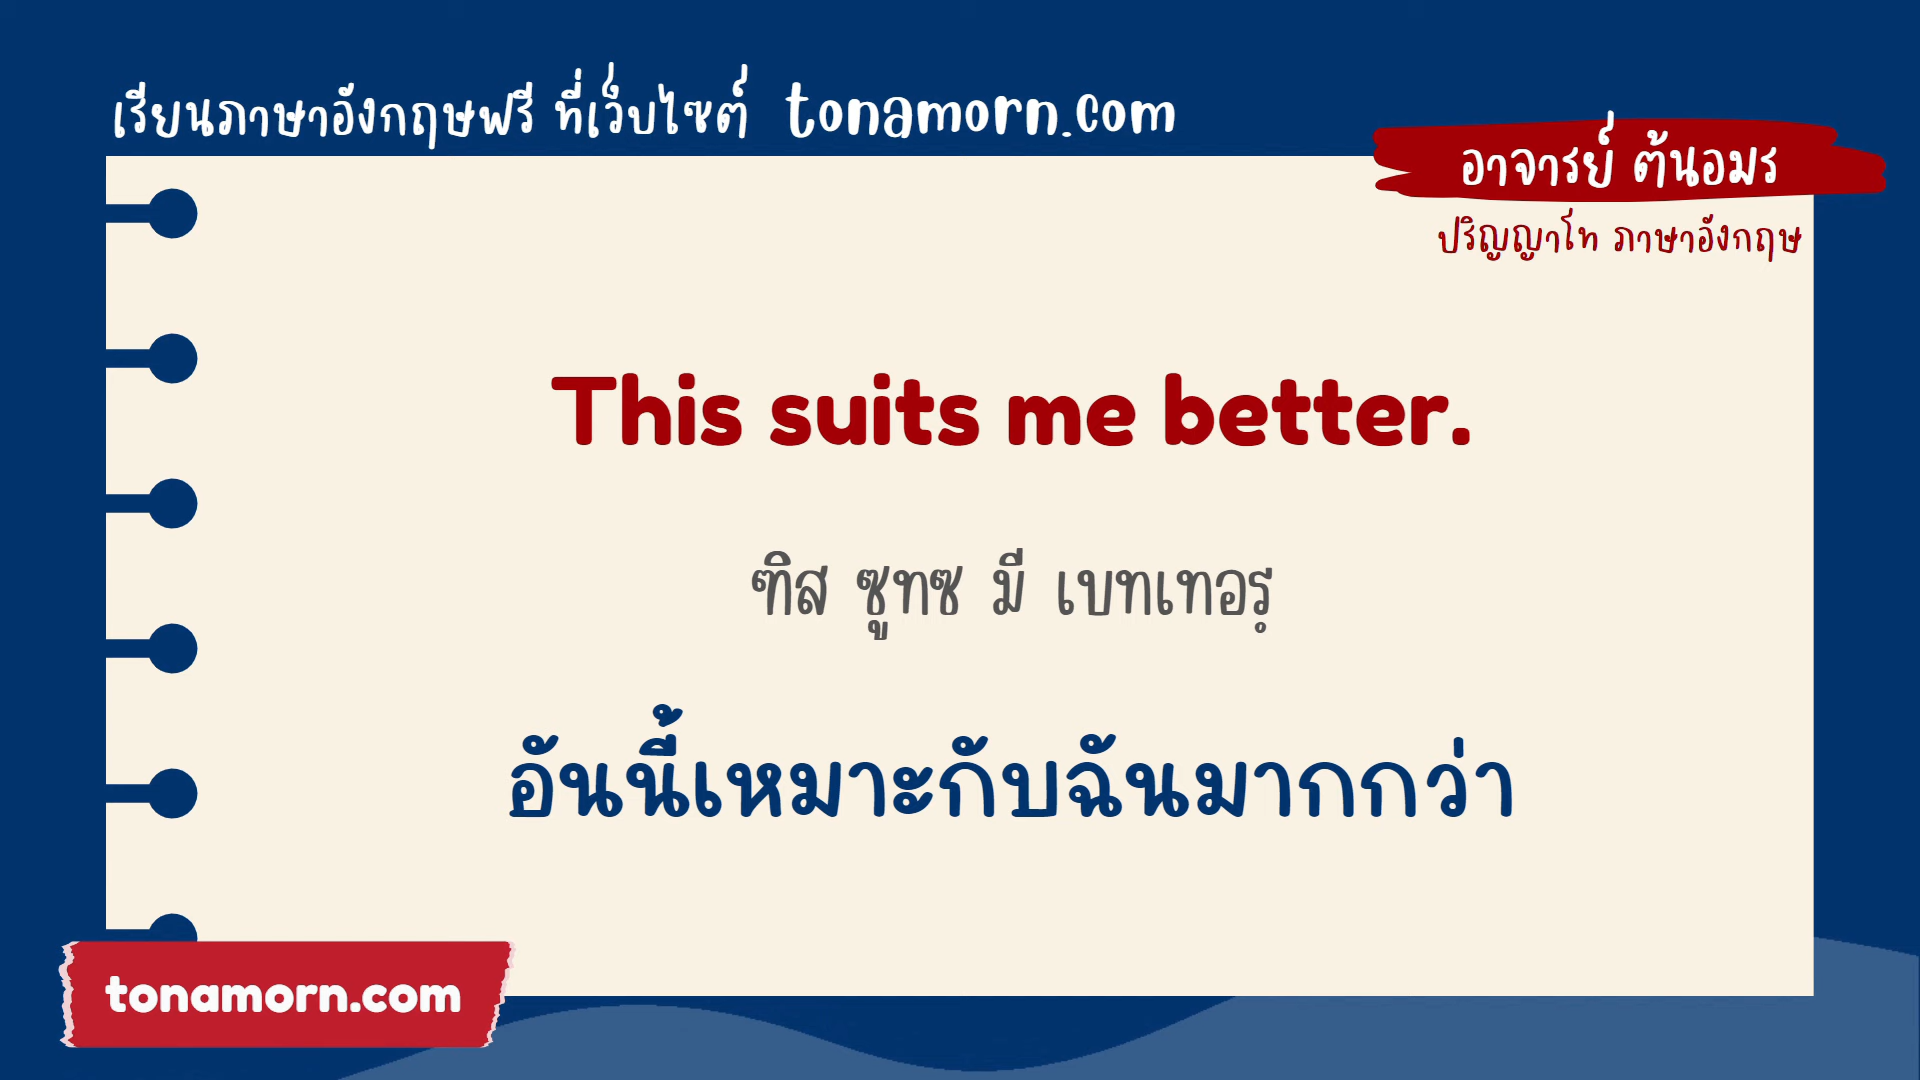 เรียนภาษาอังกฤษฟรี ที่เว็บไซต์ tonamorn.com
อาจารย์ ต้นอมร
ปริญญาโท ภาษาอังกฤษ
This suits me better.
ฑิส ซูทซ มี เบทเทอรฺ
อันนี้เหมาะกับฉันมากกว่า
tonamorn.com